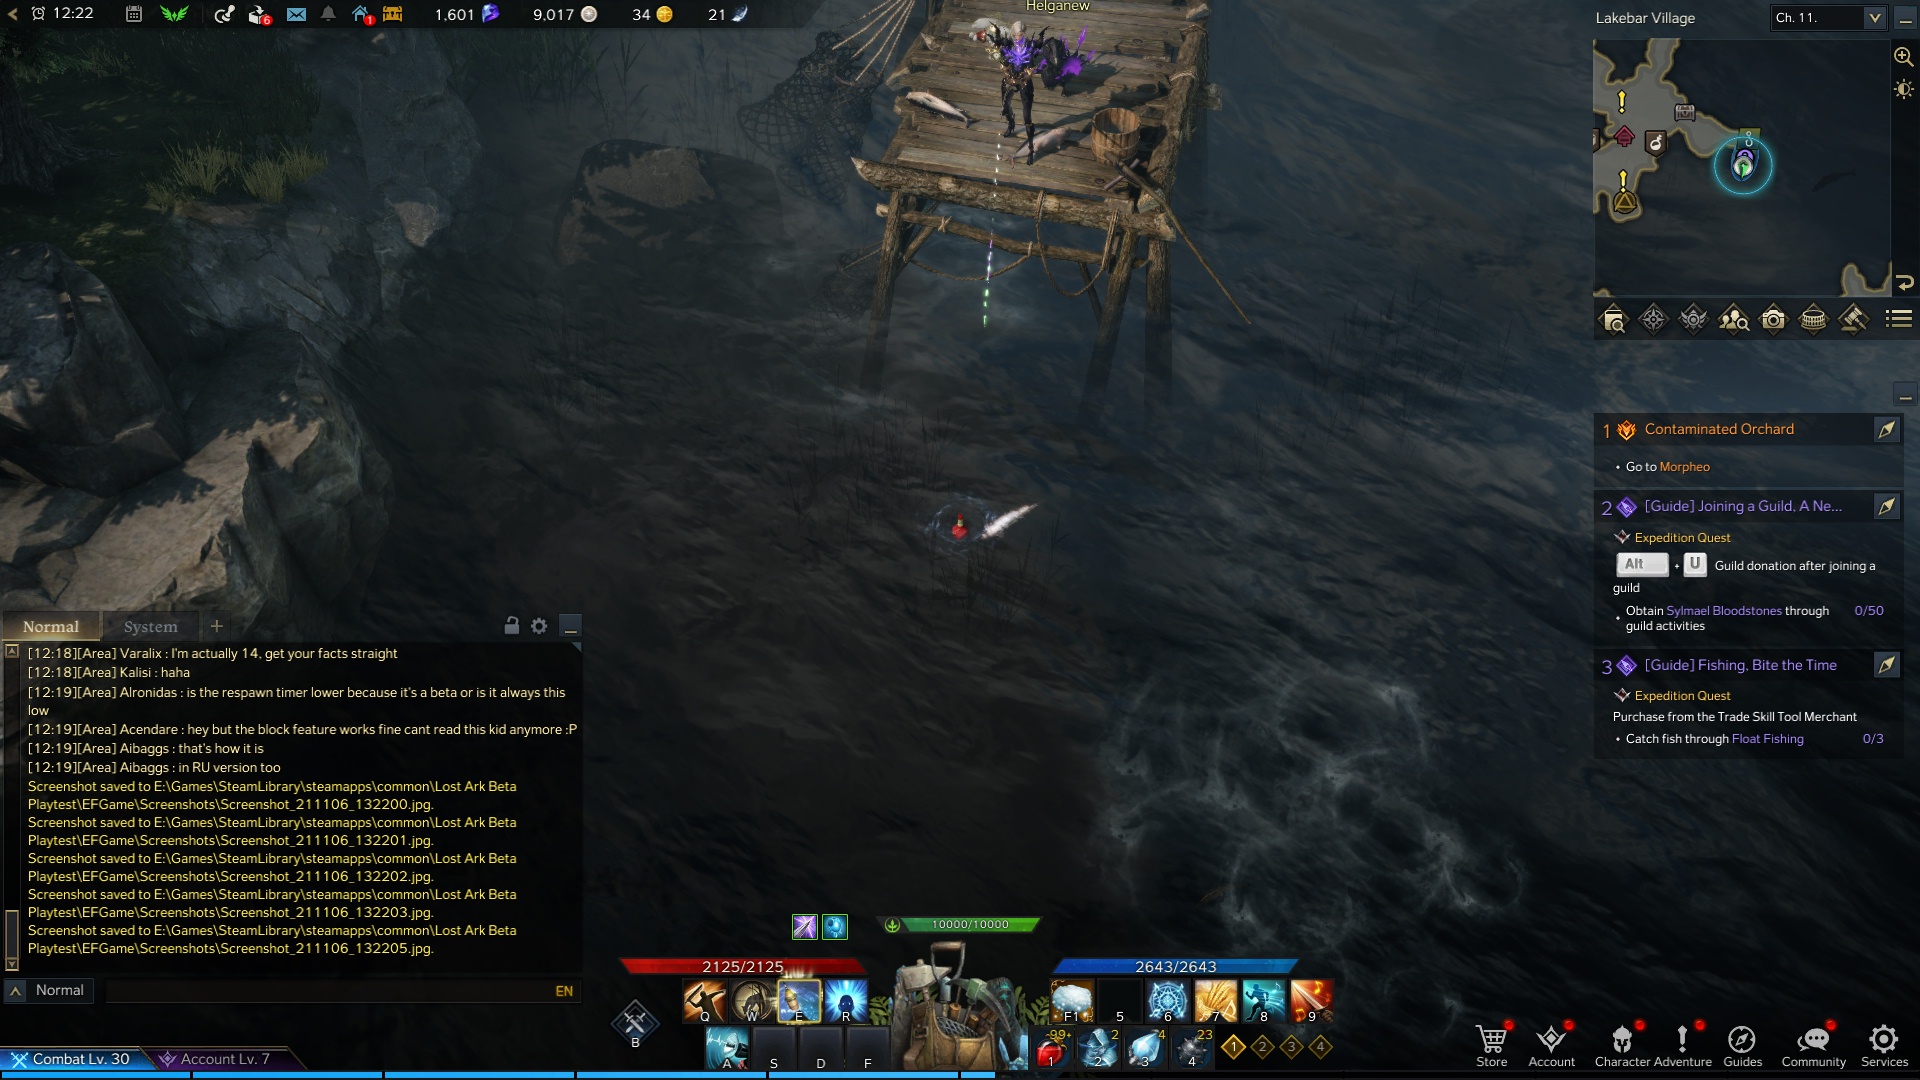 12:22
6
1
1,601
9,017
34
21
Helganew
Lakebar Village
Ch. 11.
1 Contaminated Orchard
Go to Morpheo
2 [Guide] Joining a Guild, A Ne...
Expedition Quest
Alt + U Guild donation after joining a
guild
Obtain Sylmael Bloodstones through 0/50
guild activities
3 [Guide] Fishing, Bite the Time
Expedition Quest
Purchase from the Trade Skill Tool Merchant
Catch fish through Float Fishing 0/3
Normal System +
[12:18][Area] Varalix : I'm actually 14, get your facts straight
[12:18][Area] Kalisi : haha
[12:19][Area] Alronidas : is the respawn timer lower because it's a beta or is it always this
low
[12:19][Area] Acendare : hey but the block feature works fine cant read this kid anymore :P
[12:19][Area] Aibaggs : that's how it is
[12:19][Area] Aibaggs : in RU version too
Screenshot saved to E:\Games\SteamLibrary\steamapps\common\Lost Ark Beta
Playtest\EFGame\Screenshots\Screenshot_211106_132200.jpg.
Screenshot saved to E:\Games\SteamLibrary\steamapps\common\Lost Ark Beta
Playtest\EFGame\Screenshots\Screenshot_211106_132201.jpg.
Screenshot saved to E:\Games\SteamLibrary\steamapps\common\Lost Ark Beta
Playtest\EFGame\Screenshots\Screenshot_211106_132202.jpg.
Screenshot saved to E:\Games\SteamLibrary\steamapps\common\Lost Ark Beta
Playtest\EFGame\Screenshots\Screenshot_211106_132203.jpg.
Screenshot saved to E:\Games\SteamLibrary\steamapps\common\Lost Ark Beta
Playtest\EFGame\Screenshots\Screenshot_211106_132205.jpg.
Normal
EN
10000/10000
2125/2125
2643/2643
Q W E R
F1 5 6 7 8 9
B
A S D F
99+ 2 4 23
1 2 3 4
1 2 3 4
Combat Lv. 30
Account Lv. 7
Store Account Character Adventure Guides Community Services